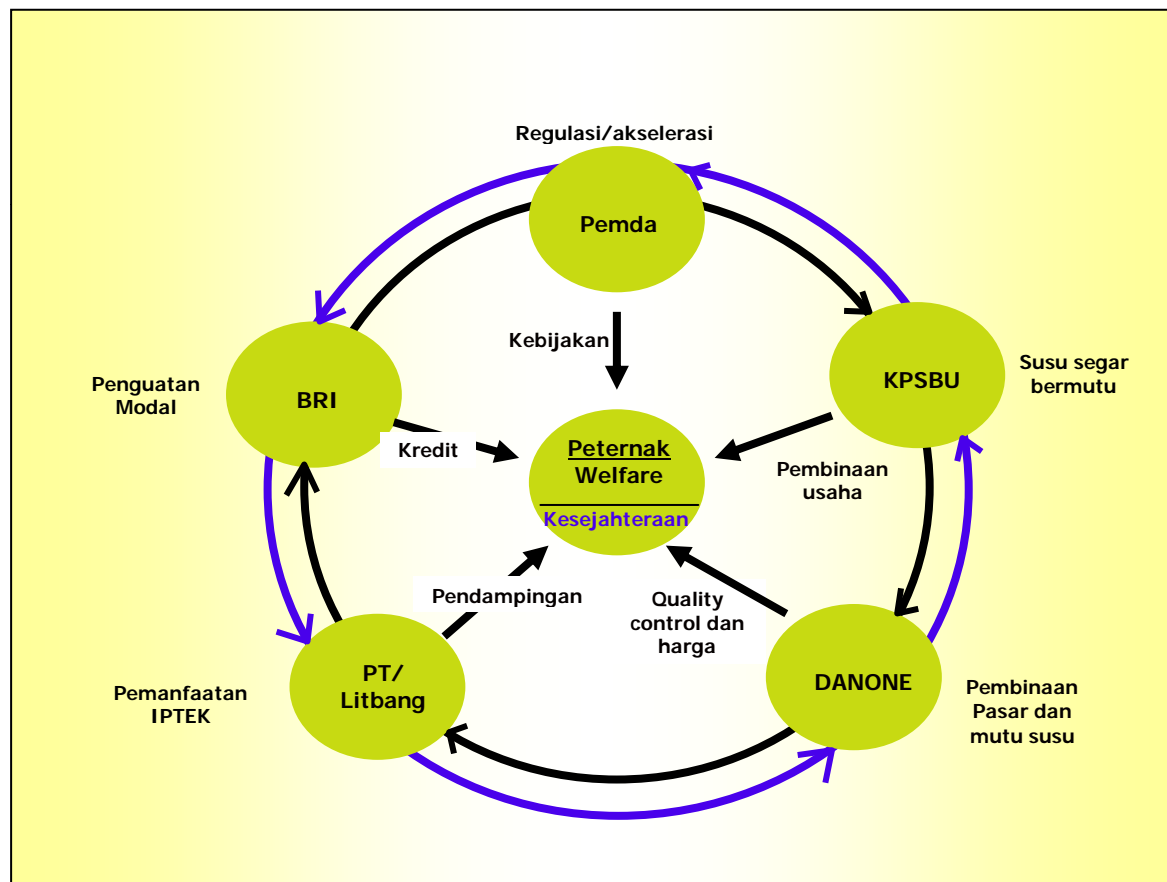 Regulasi/akselerasi
Pemda
Kebijakan
Penguatan
Modal
BRI
Kredit
KPSBU
Susu segar
bermutu
Peternak
Welfare
Kesejahteraan
Pembinaan
usaha
Pendampingan
Quality
control dan
harga
PT/
Litbang
Pemanfaatan
IPTEK
DANONE
Pembinaan
Pasar dan
mutu susu